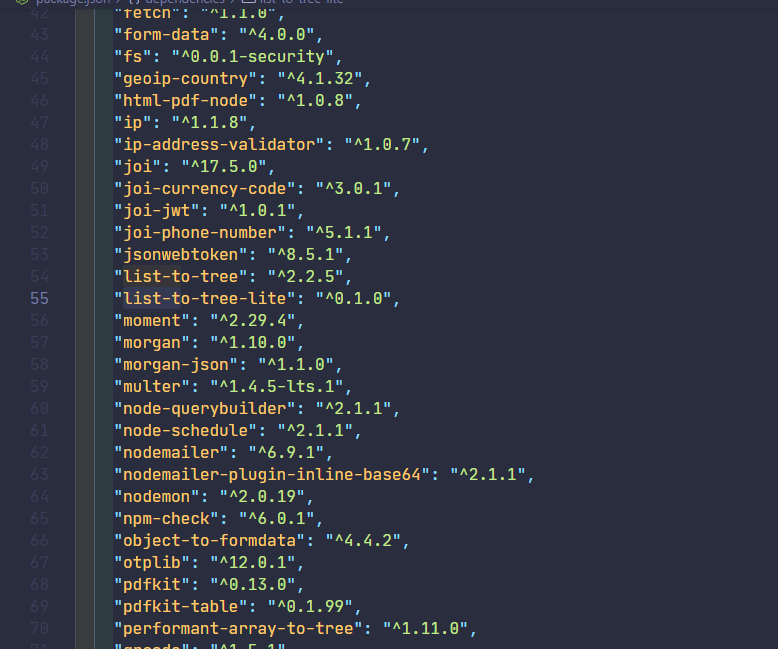 package.json > {} dependencies > list-to-tree-lite
42 "fetch": "^1.1.0",
43 "form-data": "^4.0.0",
44 "fs": "^0.0.1-security",
45 "geoip-country": "^4.1.32",
46 "html-pdf-node": "^1.0.8",
47 "ip": "^1.1.8",
48 "ip-address-validator": "^1.0.7",
49 "joi": "^17.5.0",
50 "joi-currency-code": "^3.0.1",
51 "joi-jwt": "^1.0.1",
52 "joi-phone-number": "^5.1.1",
53 "jsonwebtoken": "^8.5.1",
54 "list-to-tree": "^2.2.5",
55 "list-to-tree-lite": "^0.1.0",
56 "moment": "^2.29.4",
57 "morgan": "^1.10.0",
58 "morgan-json": "^1.1.0",
59 "multer": "^1.4.5-lts.1",
60 "node-querybuilder": "^2.1.1",
61 "node-schedule": "^2.1.1",
62 "nodemailer": "^6.9.1",
63 "nodemailer-plugin-inline-base64": "^2.1.1",
64 "nodemon": "^2.0.19",
65 "npm-check": "^6.0.1",
66 "object-to-formdata": "^4.4.2",
67 "otplib": "^12.0.1",
68 "pdfkit": "^0.13.0",
69 "pdfkit-table": "^0.1.99",
70 "performant-array-to-tree": "^1.11.0",
"qrcode": "^1.5.1"